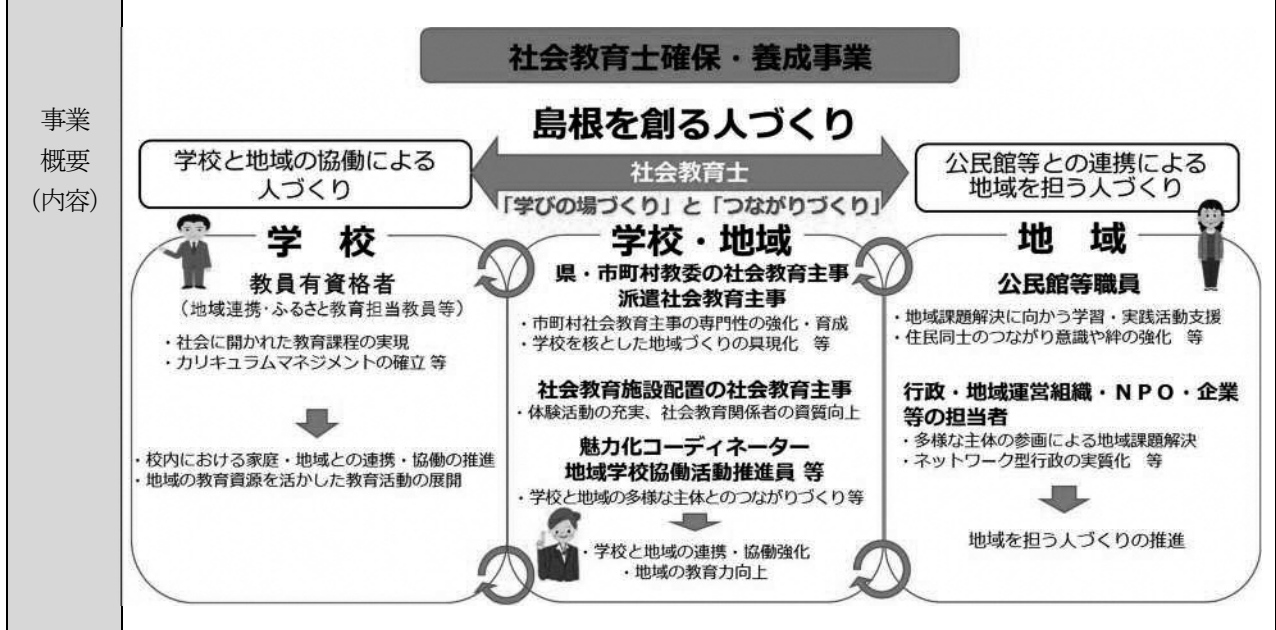 事業
概要
(内容)
社会教育士確保・養成事業
島根を創る人づくり
学校と地域の協働による
人づくり
社会教育士
「学びの場づくり」と「つながりづくり」
公民館等との連携による
地域を担う人づくり
学 校
教員有資格者
(地域連携・ふるさと教育担当教員等)
・社会に開かれた教育課程の実現
・カリキュラムマネジメントの確立 等
・校内における家庭・地域との連携・協働の推進
・地域の教育資源を活かした教育活動の展開
学校・地域
県・市町村教委の社会教育主事
派遣社会教育主事
・市町村社会教育主事の専門性の強化・育成
・学校を核とした地域づくりの具現化 等
社会教育施設配置の社会教育主事
・体験活動の充実、社会教育関係者の資質向上
魅力化コーディネーター
地域学校協働活動推進員 等
・学校と地域の多様な主体とのつながりづくり等
・学校と地域の連携・協働強化
・地域の教育力向上
地 域
公民館等職員
・地域課題解決に向かう学習・実践活動支援
・住民同士のつながり意識や絆の強化 等
行政・地域運営組織・NPO・企業
等の担当者
・多様な主体の参画による地域課題解決
・ネットワーク型行政の実質化 等
地域を担う人づくりの推進